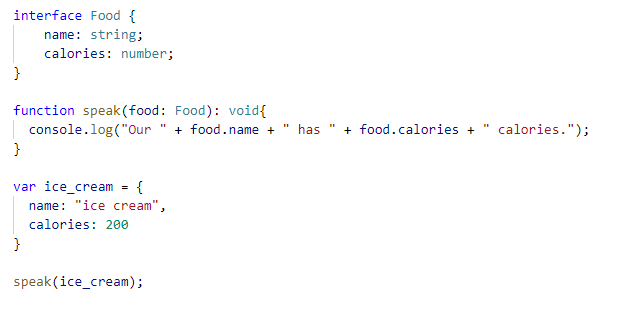 interface Food {
    name: string;
    calories: number;
}
function speak(food: Food): void{
  console.log("Our " + food.name + " has " + food.calories + " calories.");
}
var ice_cream = {
  name: "ice cream",
  calories: 200
}
speak(ice_cream);